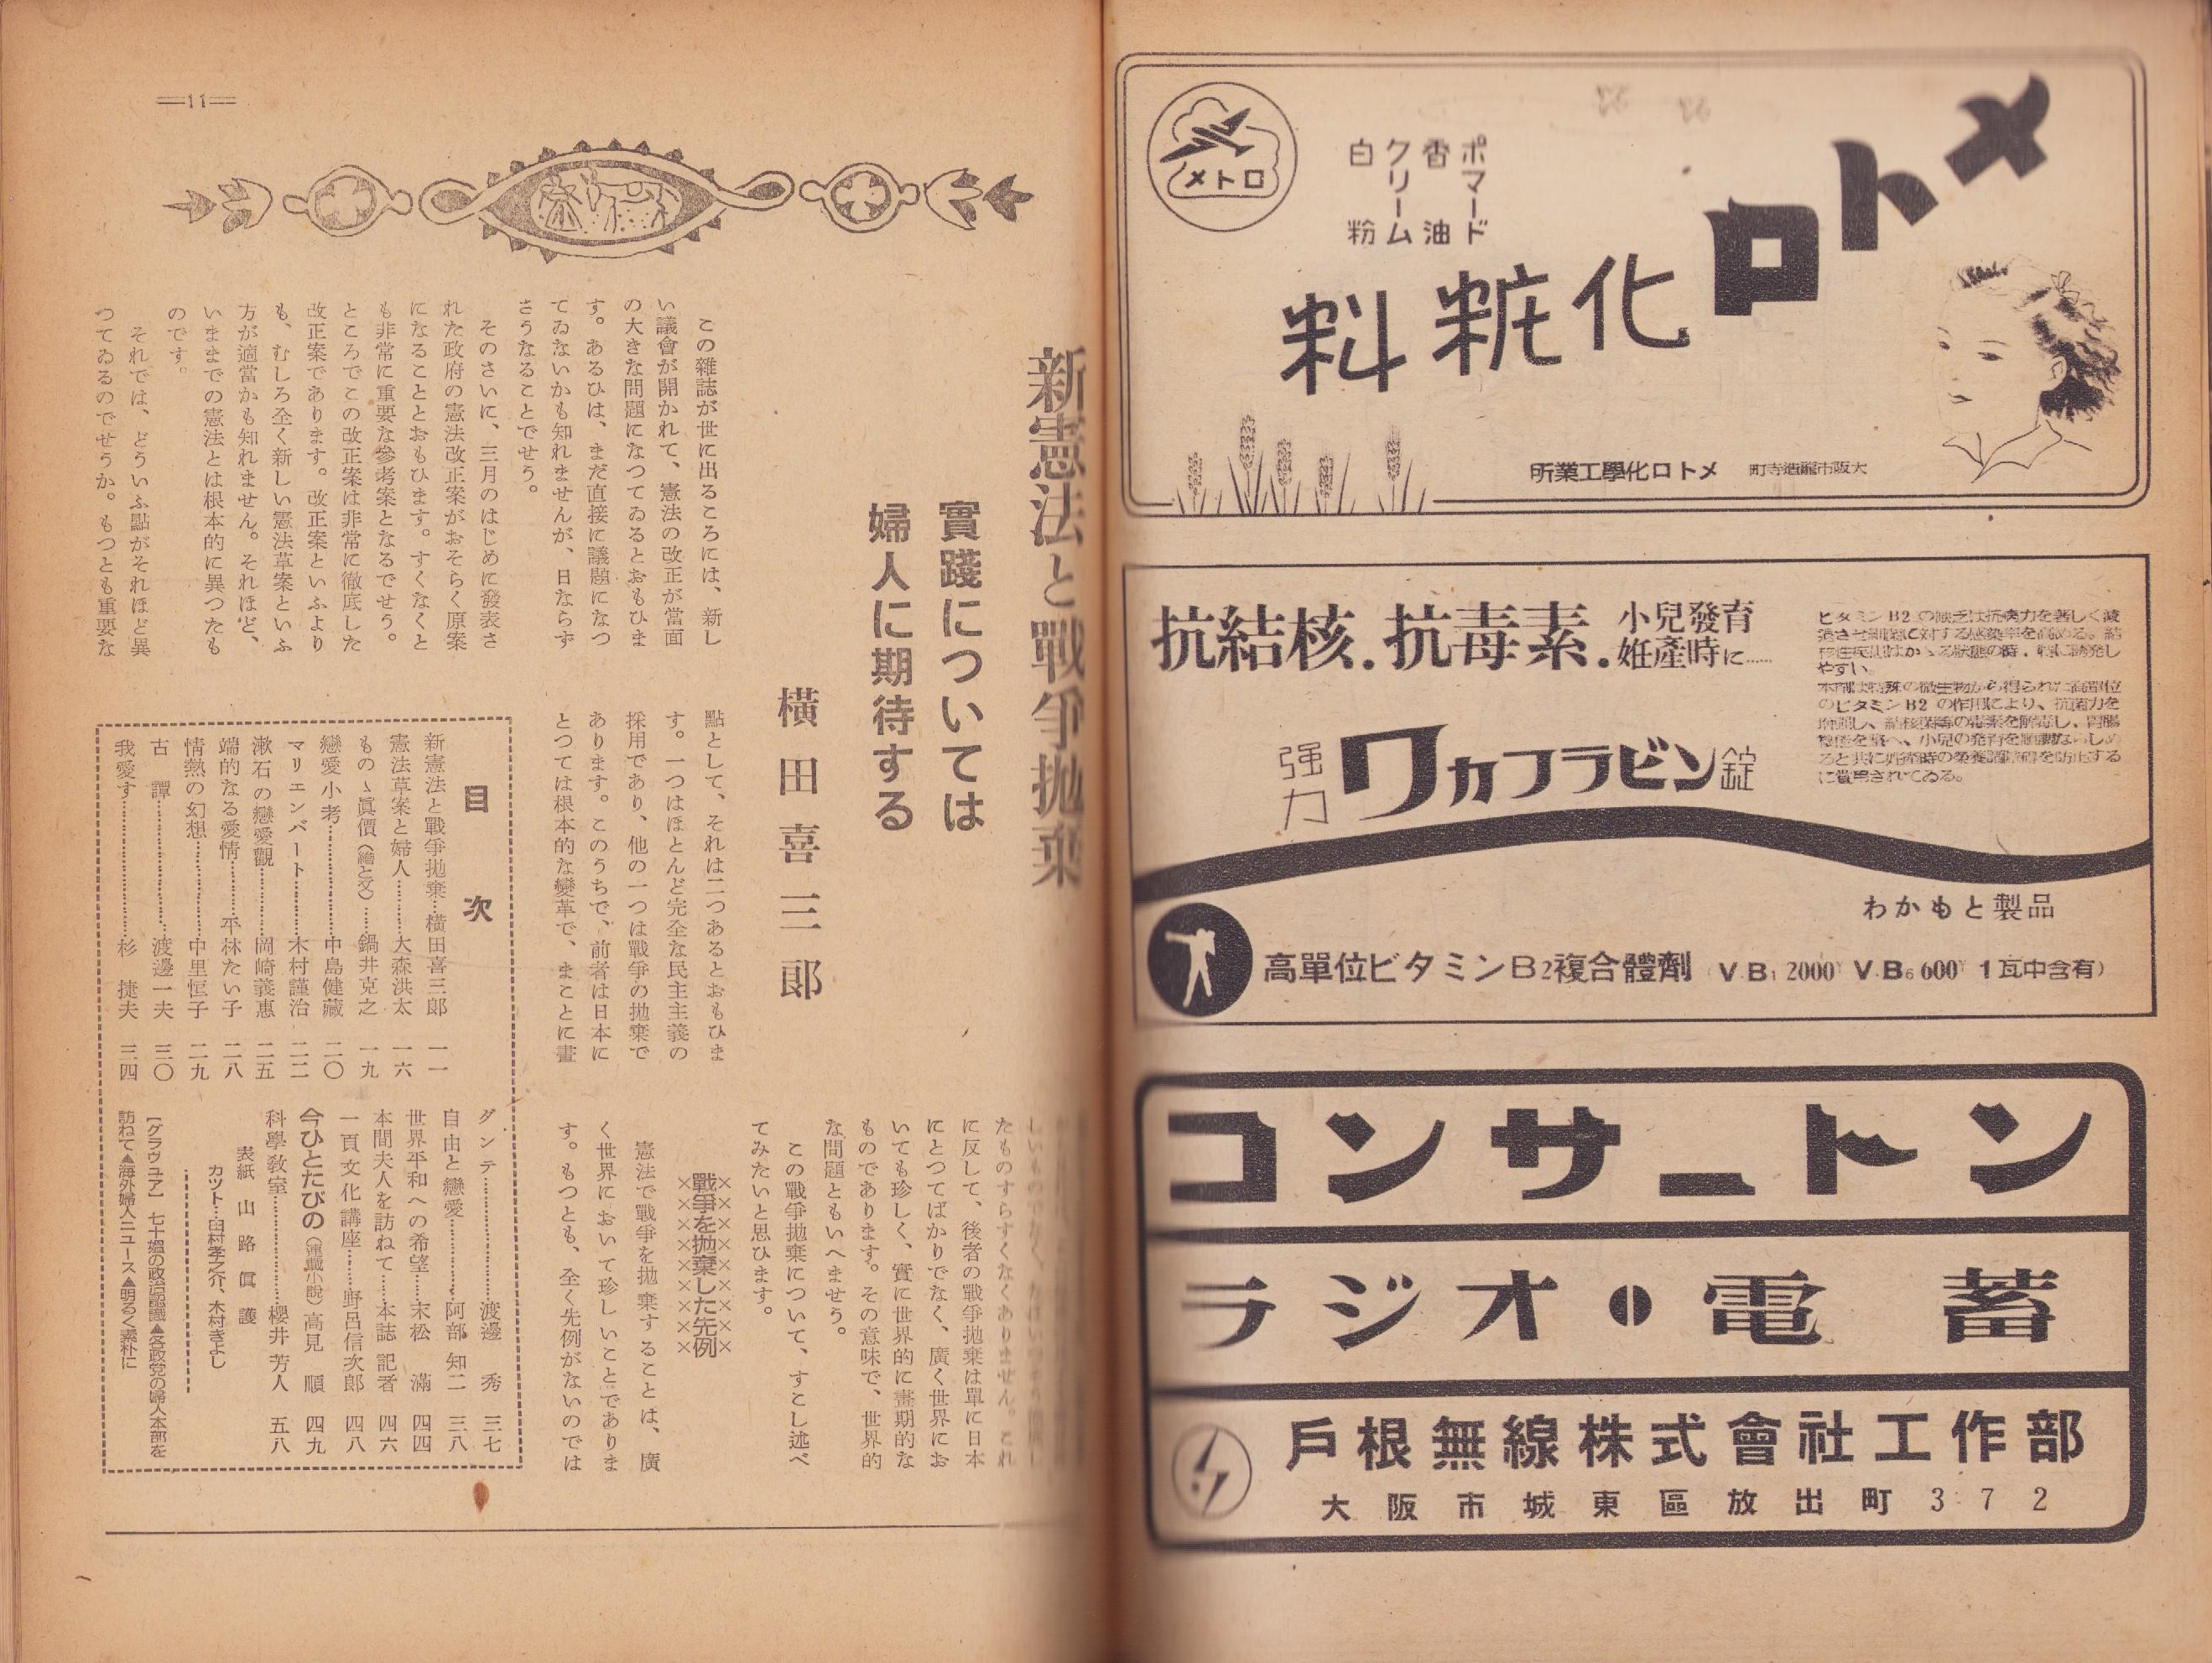 メトロ
化粧料
ポマード
香油
クリーム
白粉
メトロ
メトロ化學工業所
大阪市龍造寺町
抗結核.抗毒素.
小兒發育
姙產時に……
ビタミンB2の缺乏は抗病力を著しく減
やすい。
のビタミンB2の作用により、抗菌力を
に賞用されてゐる。
强力
ワカフラビン錠
わかもと製品
高單位ビタミンB2複合體劑
(V.B₁ 2000γ V.B₆ 600γ 1瓦中含有)
コンサートン
ラジオ・電蓄
戶根無線株式會社工作部
大阪市城東區放出町372
=11=
新憲法と戰爭拋棄
實踐については
婦人に期待する
橫田喜三郎
この雜誌が世に出るころには、新し
い議會が開かれて、憲法の改正が當面
の大きな問題になつてゐるとおもひま
す。あるひは、まだ直接に議題になつ
てゐないかも知れませんが、日ならず
さうなることでせう。
そのさいに、三月のはじめに發表さ
れた政府の憲法改正案がおそらく原案
になることとおもひます。すくなくと
も非常に重要な參考案となるでせう。
ところでこの改正案は非常に徹底した
改正案であります。改正案といふより
も、むしろ全く新しい憲法草案といふ
方が適當かも知れません。それほど、
いままでの憲法とは根本的に異つたも
のです。
それでは、どういふ點がそれほど異
つてゐるのでせうか。もつとも重要な
點として、それは二つあるとおもひま
す。一つはほとんど完全な民主主義の
採用であり、他の一つは戰爭の拋棄で
あります。このうちで、前者は日本に
とつては根本的な變革で、まことに畫
たものすらすくなくありません。これ
に反して、後者の戰爭拋棄は單に日本
にとつてばかりでなく、廣く世界にお
いても珍しく、實に世界的に畫期的な
ものであります。その意味で、世界的
な問題ともいへませう。
この戰爭拋棄について、すこし述べ
てみたいと思ひます。
××××××××
戰爭を拋棄した先例
××××××××
憲法で戰爭を拋棄することは、廣
く世界において珍しいことでありま
す。もつとも、全く先例がないのでは
目次
新憲法と戰爭拋棄…橫田喜三郎 一一
憲法草案と婦人………大森洪太 一六
ものゝ眞價(繪と文)……鍋井克之 一九
戀愛小考………………中島健藏 二〇
マリエンバート…………木村謹治 二二
漱石の戀愛觀…………岡崎義惠 二五
端的なる愛情………平林たい子 二八
情熱の幻想……………中里恒子 二九
古譚……………………渡邊一夫 三〇
我愛す…………………杉捷夫 三四
ダンテ…………………渡邊秀 三七
自由と戀愛……………阿部知二 三八
世界平和への希望……末松滿 四四
本間夫人を訪ねて……本誌記者 四六
一頁文化講座……野呂信次郎 四八
今ひとたびの(連載小說)高見順 四九
科學敎室………………櫻井芳人 五八
表紙 山路眞護
カツト…田村孝之介、木村きよし
【グラヴユア】七十媼の政治認識▲各政党の婦人本部を
訪ねて▲海外婦人ニュース▲明るく素朴に